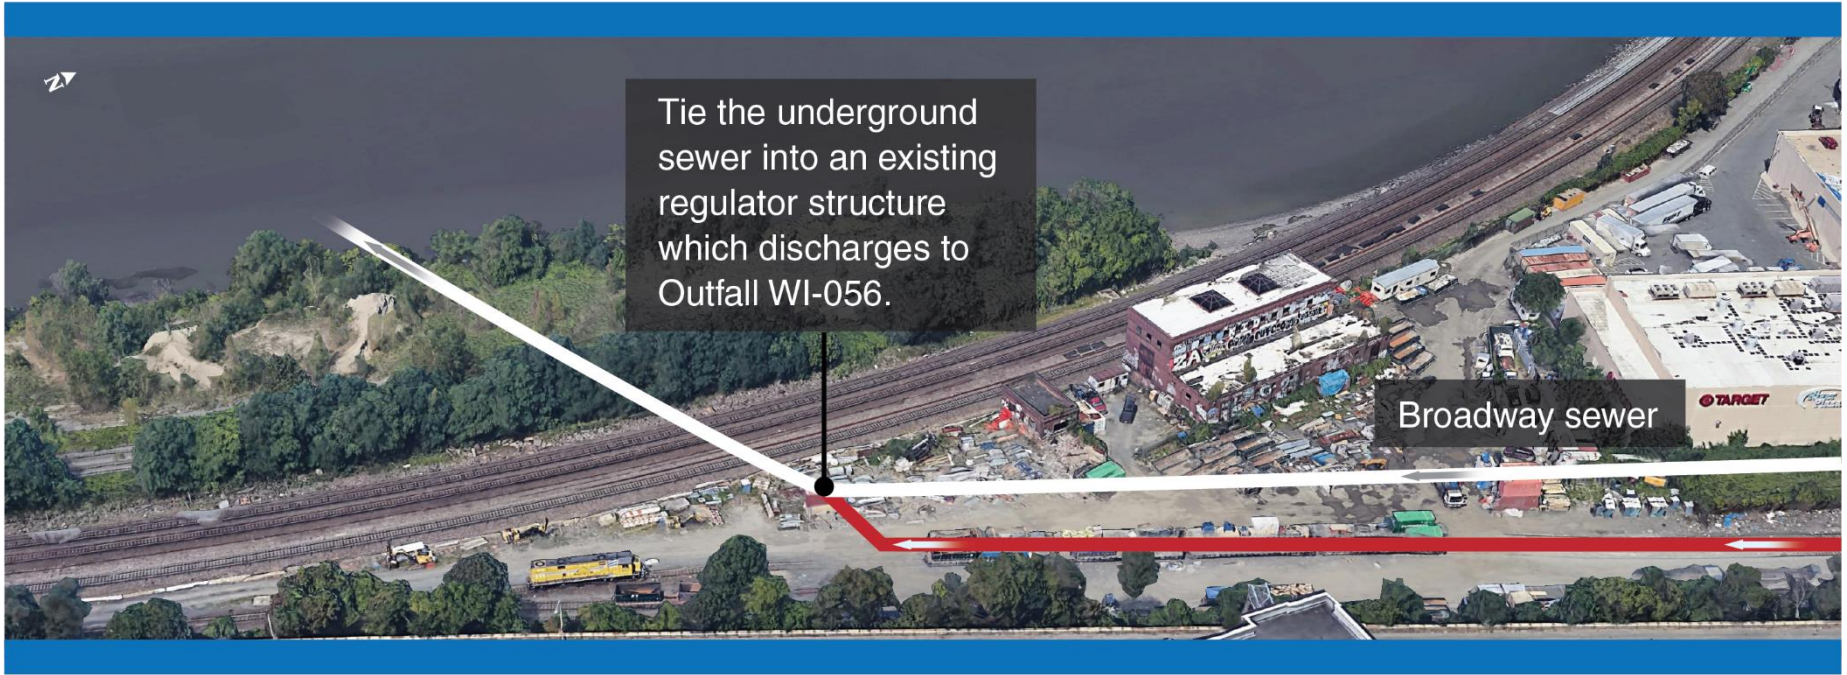 N
Tie the underground
sewer into an existing
regulator structure
which discharges to
Outfall WI-056.
Broadway sewer
TARGET